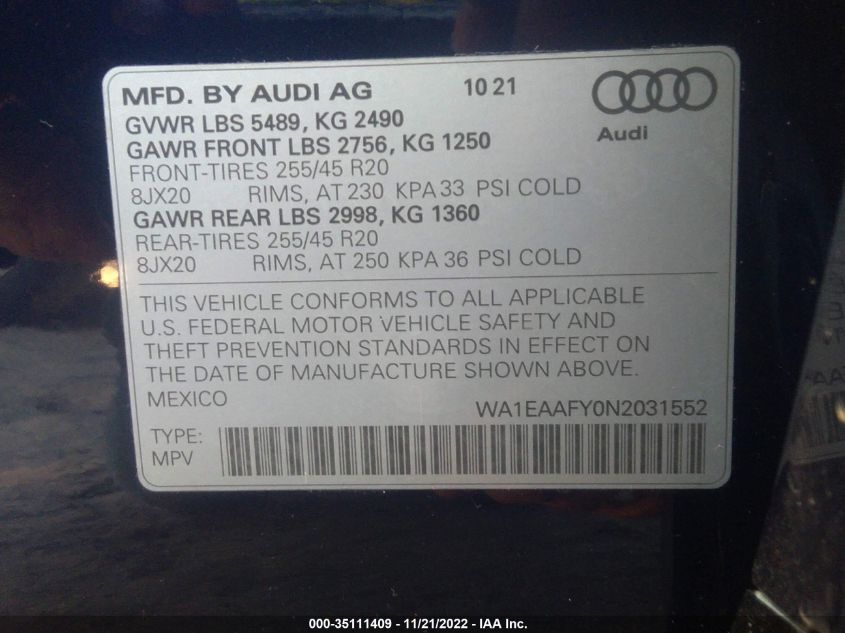 MFD. BY AUDI AG 10 21
GVWR LBS 5489, KG 2490
GAWR FRONT LBS 2756, KG 1250
FRONT-TIRES 255/45 R20
8JX20 RIMS, AT 230 KPA 33 PSI COLD
GAWR REAR LBS 2998, KG 1360
REAR-TIRES 255/45 R20
8JX20 RIMS, AT 250 KPA 36 PSI COLD
Audi
THIS VEHICLE CONFORMS TO ALL APPLICABLE
U.S. FEDERAL MOTOR VEHICLE SAFETY AND
THEFT PREVENTION STANDARDS IN EFFECT ON
THE DATE OF MANUFACTURE SHOWN ABOVE.
MEXICO WA1EAAFY0N2031552
TYPE:
MPV
000-35111409 - 11/21/2022 - IAA Inc.